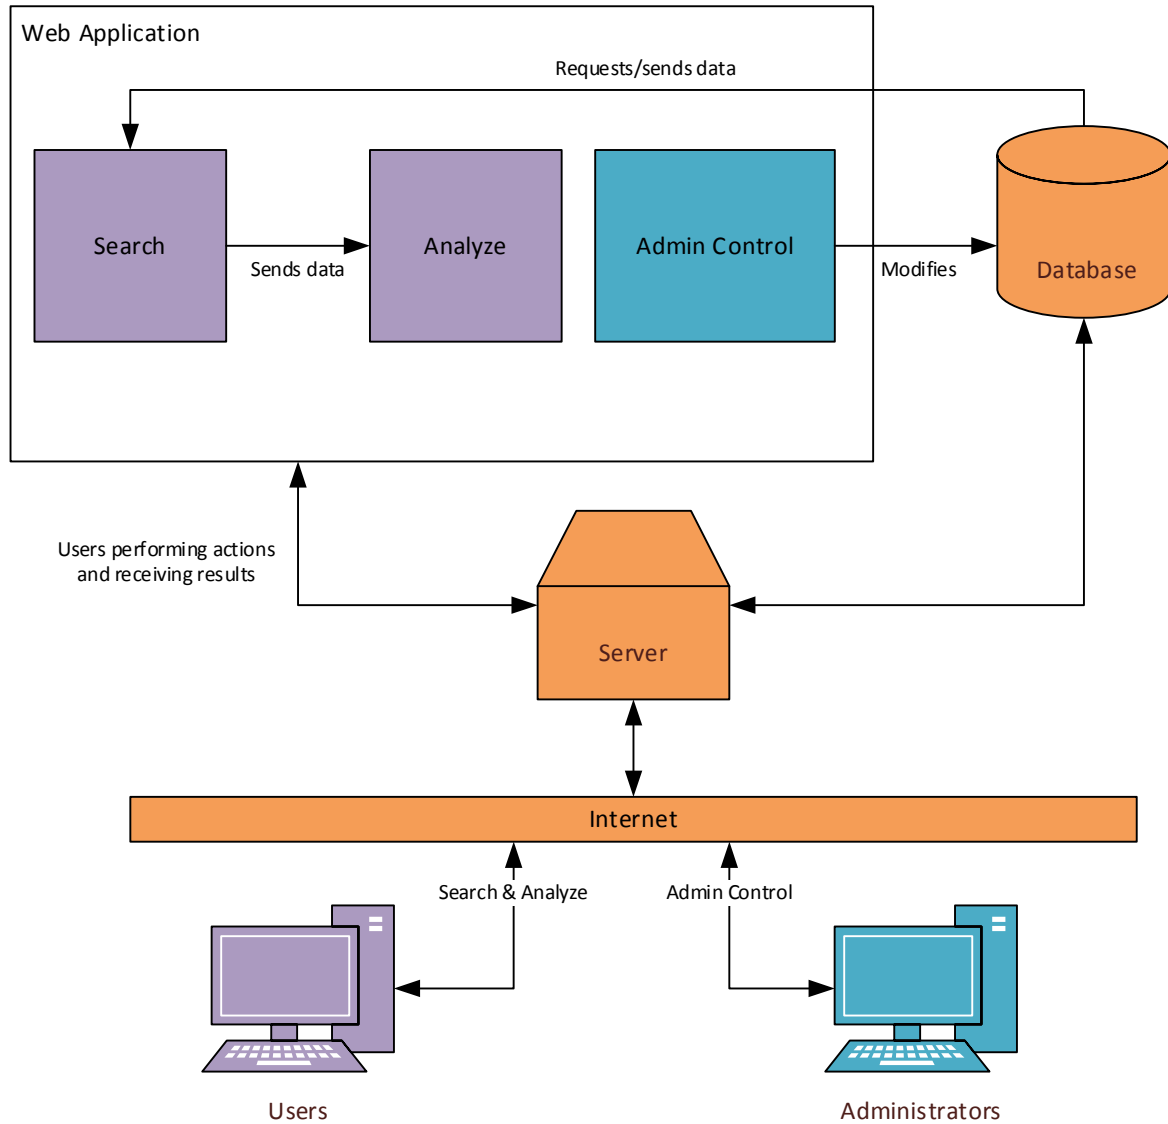 Web Application
Requests/sends data
Search
Analyze
Admin Control
Sends data
Modifies
Database
Users performing actions
and receiving results
Server
Internet
Search & Analyze
Admin Control
Users
Administrators